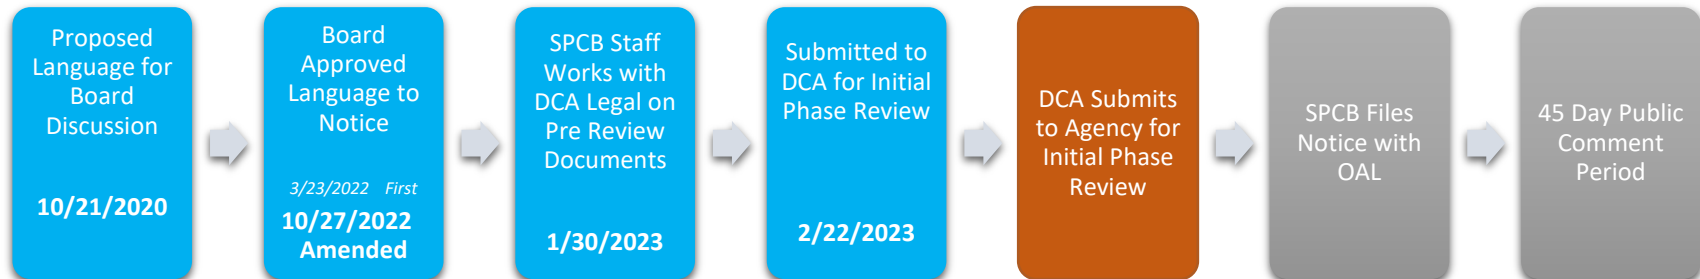 Proposed
Language for
Board
Discussion
10/21/2020
Board
Approved
Language to
Notice
3/23/2022 First
10/27/2022
Amended
SPCB Staff
Works with
DCA Legal on
Pre Review
Documents
1/30/2023
Submitted to
DCA for Initial
Phase Review
2/22/2023
DCA Submits
to Agency for
Initial Phase
Review
SPCB Files
Notice with
OAL
45 Day Public
Comment
Period